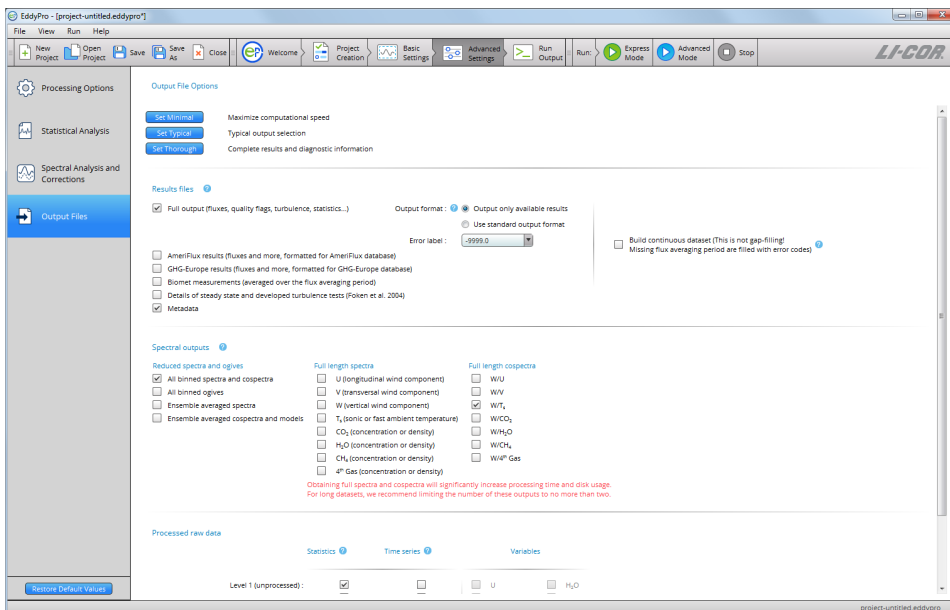 EddyPro - [project-untitled.eddypro*]
File View Run Help
New Project Open Project Save Save As Close ep Welcome Project Creation Basic Settings Advanced Settings Run Output Run: Express Mode Advanced Mode Stop LI-COR
Processing Options
Statistical Analysis
Spectral Analysis and
Corrections
Output Files
Restore Default Values
Output File Options
Set Minimal Maximize computational speed
Set Typical Typical output selection
Set Thorough Complete results and diagnostic information
Results files ?
Full output (fluxes, quality flags, turbulence, statistics...) Output format : ? Output only available results
Use standard output format
Error label : -9999.0
Build continuous dataset (This is not gap-filling!
Missing flux averaging period are filled with error codes) ?
AmeriFlux results (fluxes and more, formatted for AmeriFlux database)
GHG-Europe results (fluxes and more, formatted for GHG-Europe database)
Biomet measurements (averaged over the flux averaging period)
Details of steady state and developed turbulence tests (Foken et al. 2004)
Metadata
Spectral outputs ?
Reduced spectra and ogives Full length spectra Full length cospectra
All binned spectra and cospectra U (longitudinal wind component) W/U
All binned ogives V (transversal wind component) W/V
Ensemble averaged spectra W (vertical wind component) W/Tₛ
Ensemble averaged cospectra and models Tₛ (sonic or fast ambient temperature) W/CO₂
CO₂ (concentration or density) W/H₂O
H₂O (concentration or density) W/CH₄
CH₄ (concentration or density) W/4ᵗʰ Gas
4ᵗʰ Gas (concentration or density)
Obtaining full spectra and cospectra will significantly increase processing time and disk usage.
For long datasets, we recommend limiting the number of these outputs to no more than two.
Processed raw data
Statistics ? Time series ? Variables
Level 1 (unprocessed) : U H₂O
project-untitled.eddypro